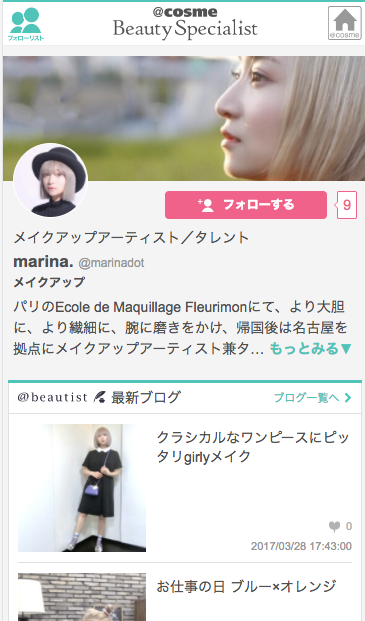 @cosme
Beauty Specialist
フォローリスト
@cosme
フォローする
9
メイクアップアーティスト／タレント
marina. @marinadot
メイクアップ
パリのEcole de Maquillage Fleurimonにて、より大胆
に、より繊細に、腕に磨きをかけ、帰国後は名古屋を
拠点にメイクアップアーティスト兼タ… もっとみる▼
@beautist 最新ブログ
ブログ一覧へ
クラシカルなワンピースにピッ
タリgirlyメイク
0
2017/03/28 17:43:00
お仕事の日 ブルー×オレンジ